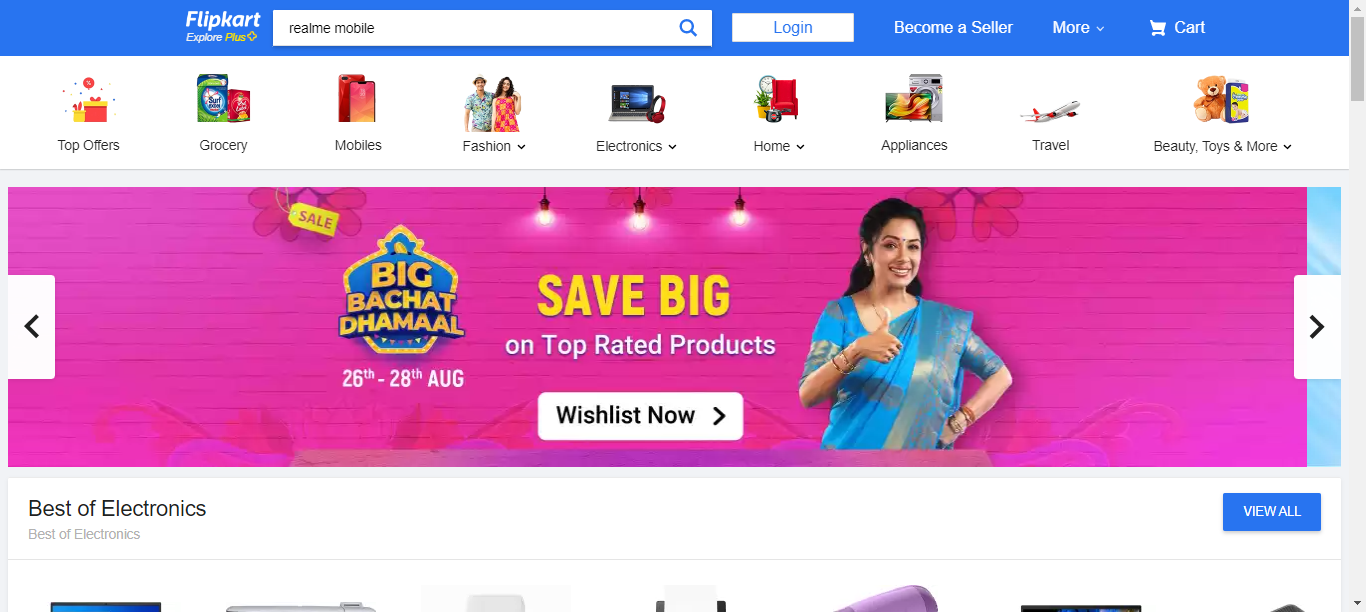 Flipkart
Explore Plus
realme mobile
Login
Become a Seller
More
Cart
Top Offers
Grocery
Mobiles
Fashion
Electronics
Home
Appliances
Travel
Beauty, Toys & More
SALE
BIG
BACHAT
DHAMAAL
26th - 28th AUG
SAVE BIG
on Top Rated Products
Wishlist Now
Best of Electronics
Best of Electronics
VIEW ALL